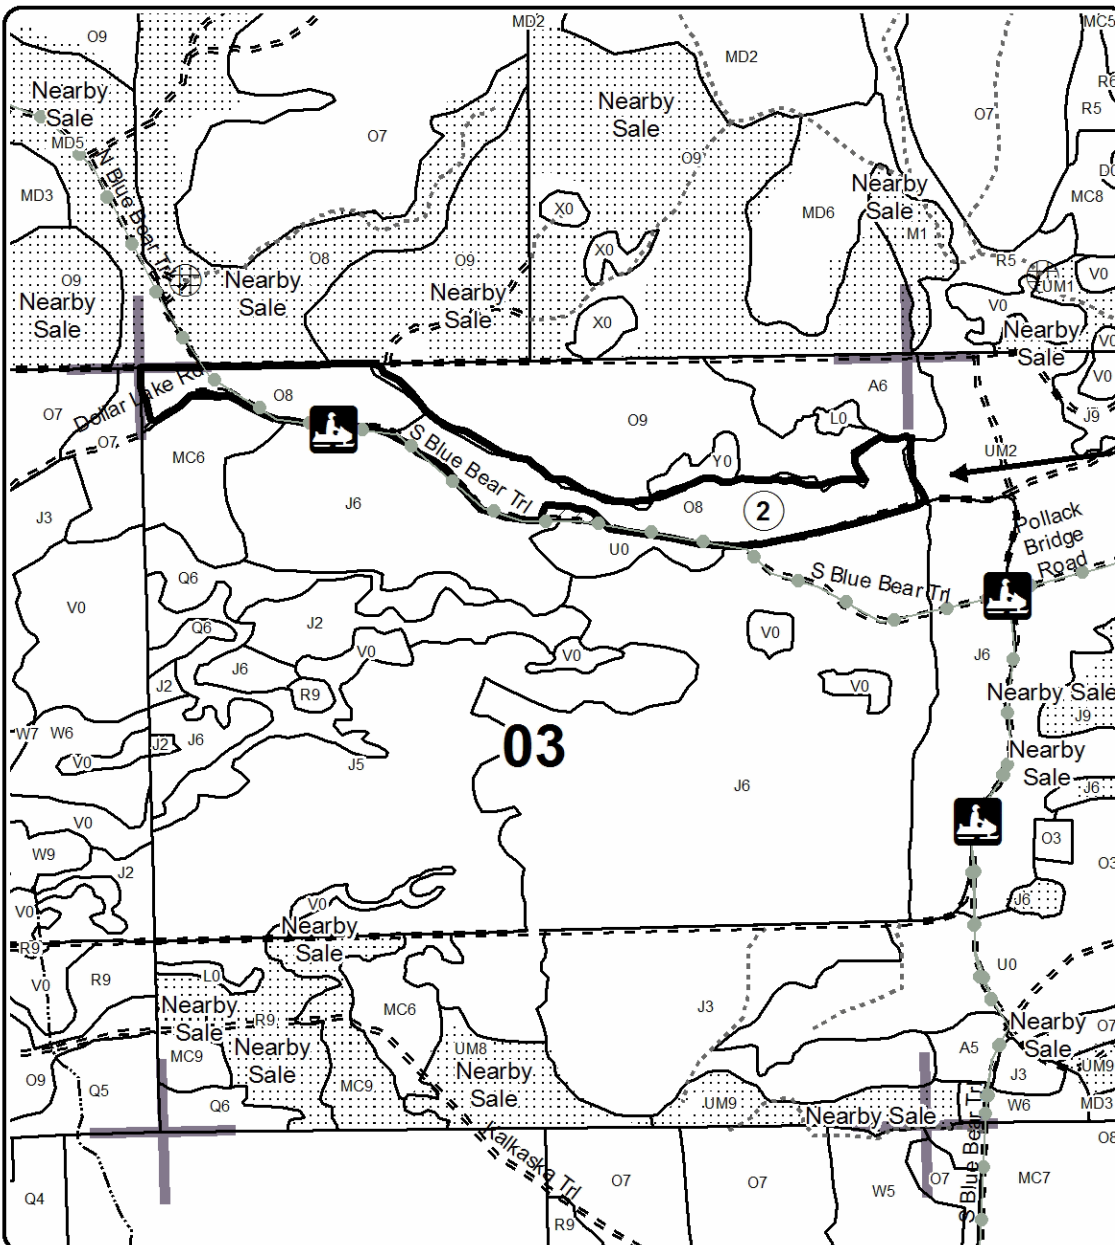 MD2
MC5
O9
MD2
R6
Nearby
Sale
Nearby
Sale
O7
R5
O7
MD5
O9
MD3
N Blue Bear Trl
Nearby
Sale
MC8
X0
MD6
M1
X0
O8
O9
R5
V0
O9
Nearby
Sale
Nearby
Sale
Nearby
Sale
UM1
V0
X0
Nearby
Sale
V0
V0
Dollar Lake Rd
O8
A6
O7
O7
O9
L0
J9
MC6
S Blue Bear Trl
UM2
Y0
J3
J6
O8
2
Pollack
Bridge
Road
U0
S Blue Bear Trl
Q6
V0
J2
Q6
V0
V0
V0
J6
J6
J2
R9
V0
Nearby Sale
J9
W7
W6
J2
J6
03
Nearby
Sale
V0
J5
J6
J6
V0
O3
W9
O3
J2
V0
V0
J6
Nearby
Sale
R9
U0
V0
R9
L0
Nearby
Sale
R9
MC6
J3
Nearby
Sale
O7
MC9
Nearby
Sale
UM8
A5
UM9
O9
Q5
MC9
Nearby
Sale
J3
Q6
UM9
W6
MD3
Nearby Sale
S Blue Bear Trl
O8
Kalkaska Trl
Q4
O7
O7
W5
O7
MC7
R9